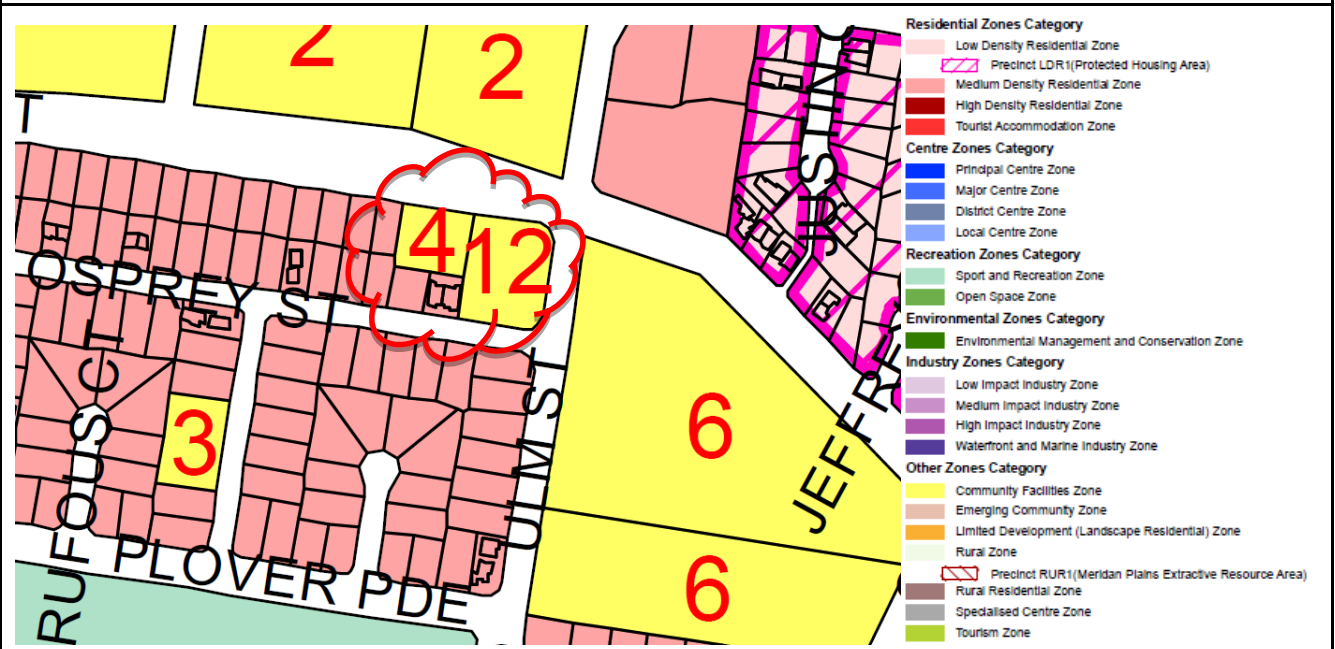 2
2
T
JUSTIN C
4
12
OSPREY ST
RUFOUS CT
3
ULM ST
6
JEFFRE
PLOVER PDE
6
Residential Zones Category
Low Density Residential Zone
Precinct LDR1(Protected Housing Area)
Medium Density Residential Zone
High Density Residential Zone
Tourist Accommodation Zone
Centre Zones Category
Principal Centre Zone
Major Centre Zone
District Centre Zone
Local Centre Zone
Recreation Zones Category
Sport and Recreation Zone
Open Space Zone
Environmental Zones Category
Environmental Management and Conservation Zone
Industry Zones Category
Low Impact Industry Zone
Medium Impact Industry Zone
High Impact Industry Zone
Waterfront and Marine Industry Zone
Other Zones Category
Community Facilities Zone
Emerging Community Zone
Limited Development (Landscape Residential) Zone
Rural Zone
Precinct RUR1(Meridan Plains Extractive Resource Area)
Rural Residential Zone
Specialised Centre Zone
Tourism Zone